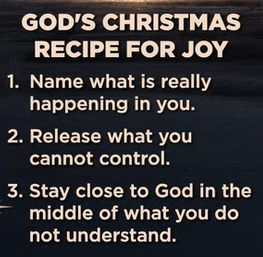 GOD'S CHRISTMAS
RECIPE FOR JOY
1. Name what is really
happening in you.
2. Release what you
cannot control.
3. Stay close to God in the
middle of what you do
not understand.